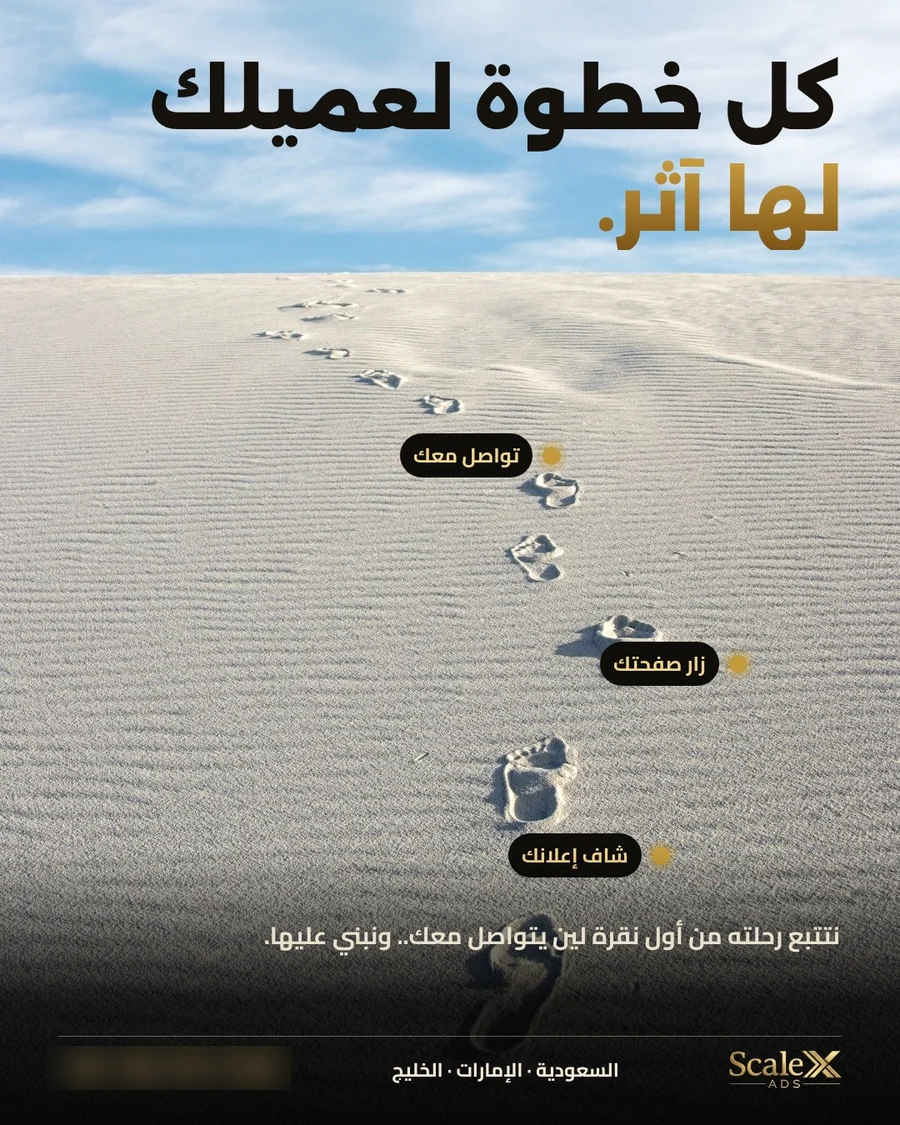 كل خطوة لعميلك
لها آثر.
تواصل معك
زار صفحتك
شاف إعلانك
نتتبع رحلته من أول نقرة لين يتواصل معك.. ونبني عليها.
السعودية · الإمارات · الخليج
ScaleX
ADS